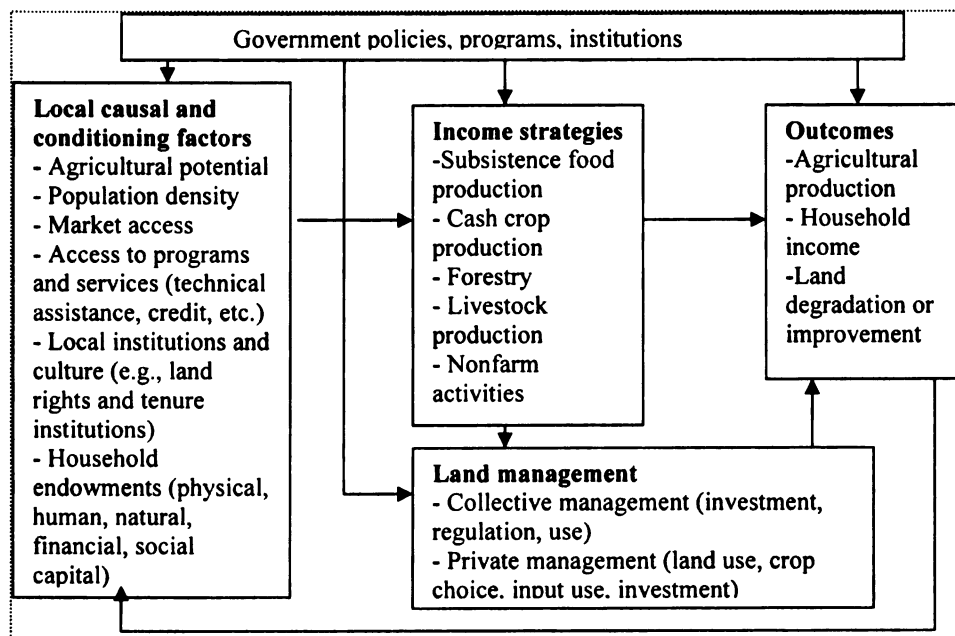 Government policies, programs, institutions
Local causal and
conditioning factors
- Agricultural potential
- Population density
- Market access
- Access to programs
and services (technical
assistance, credit, etc.)
- Local institutions and
culture (e.g., land
rights and tenure
institutions)
- Household
endowments (physical,
human, natural,
financial, social
capital)
Income strategies
-Subsistence food
production
- Cash crop
production
- Forestry
- Livestock
production
- Nonfarm
activities
Outcomes
-Agricultural
production
- Household
income
-Land
degradation or
improvement
Land management
- Collective management (investment,
regulation, use)
- Private management (land use, crop
choice, input use, investment)